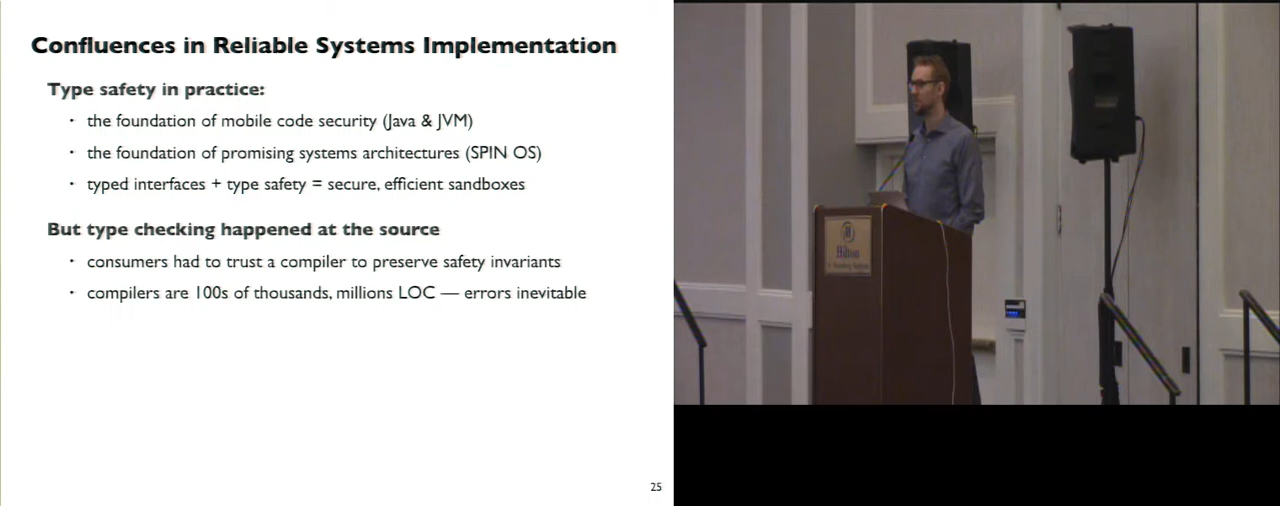 Confluences in Reliable Systems Implementation
Type safety in practice:
· the foundation of mobile code security (Java & JVM)
· the foundation of promising systems architectures (SPIN OS)
· typed interfaces + type safety = secure, efficient sandboxes
But type checking happened at the source
· consumers had to trust a compiler to preserve safety invariants
· compilers are 100s of thousands, millions LOC — errors inevitable
25
Hilton